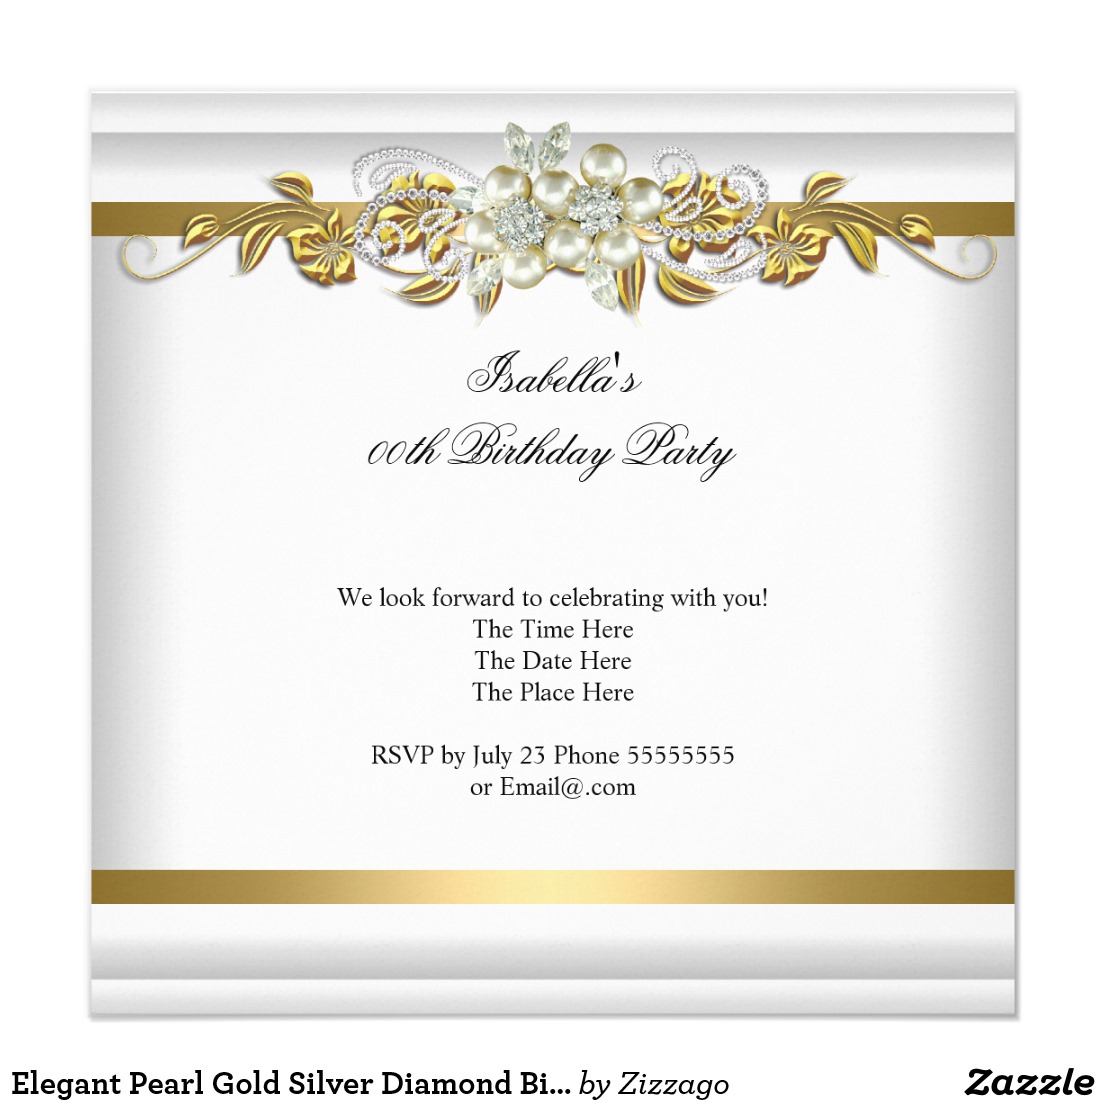 Isabella's
00th Birthday Party
We look forward to celebrating with you!
The Time Here
The Date Here
The Place Here
RSVP by July 23 Phone 55555555
or Email@.com
Elegant Pearl Gold Silver Diamond Bi... by Zizzago
Zazzle